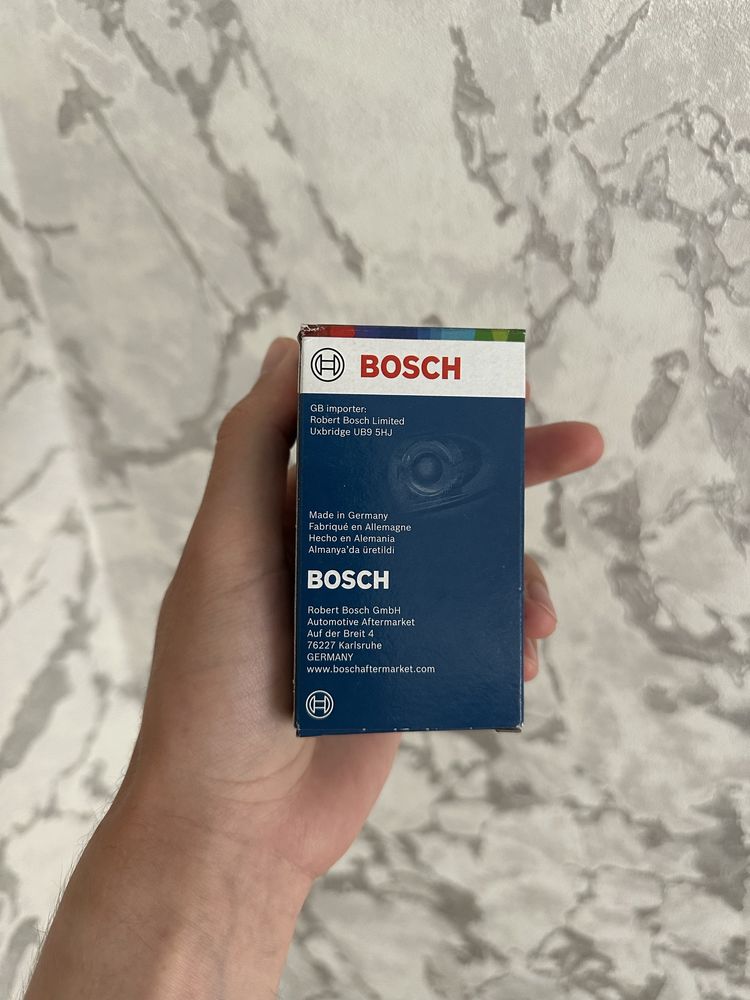 BOSCH
GB importer:
Robert Bosch Limited
Uxbridge UB9 5HJ
Made in Germany
Fabriqué en Allemagne
Hecho en Alemania
Almanya'da üretildi
BOSCH
Robert Bosch GmbH
Automotive Aftermarket
Auf der Breit 4
76227 Karlsruhe
GERMANY
www.boschaftermarket.com